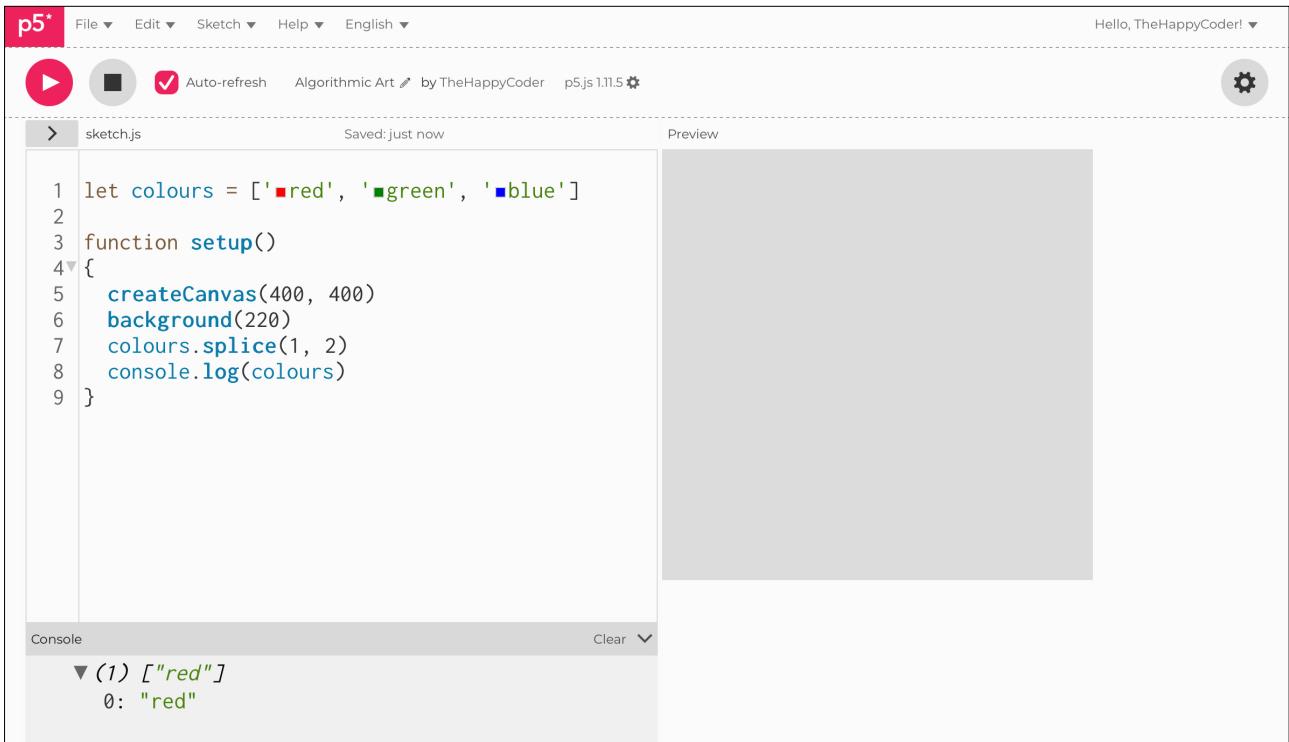 p5* File Edit Sketch Help English Hello, TheHappyCoder!
Auto-refresh Algorithmic Art by TheHappyCoder p5.js 1.11.5
sketch.js Saved: just now Preview
1 let colours = ['red', 'green', 'blue']
2
3 function setup()
4 {
5 createCanvas(400, 400)
6 background(220)
7 colours.splice(1, 2)
8 console.log(colours)
9 }
Console Clear
(1) ["red"]
0: "red"